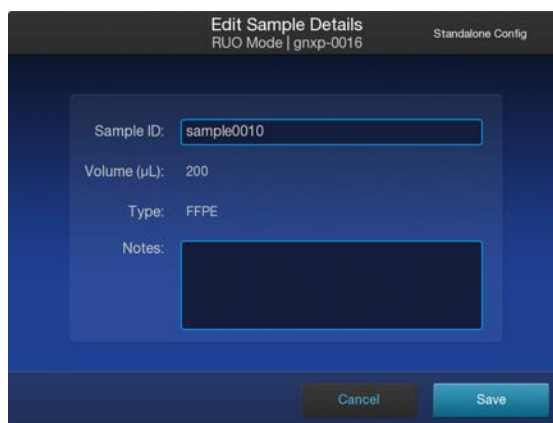 Edit Sample Details
RUO Mode | gnxp-0016
Standalone Config
Sample ID: sample0010
Volume (µL): 200
Type: FFPE
Notes:
Cancel Save